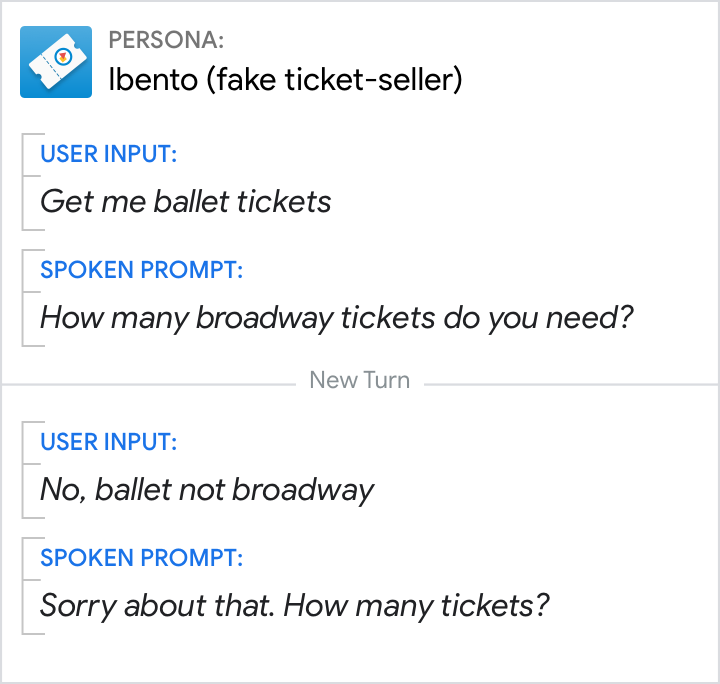 PERSONA:
lbento (fake ticket-seller)
USER INPUT:
Get me ballet tickets
SPOKEN PROMPT:
How many broadway tickets do you need?
New Turn
USER INPUT:
No, ballet not broadway
SPOKEN PROMPT:
Sorry about that. How many tickets?